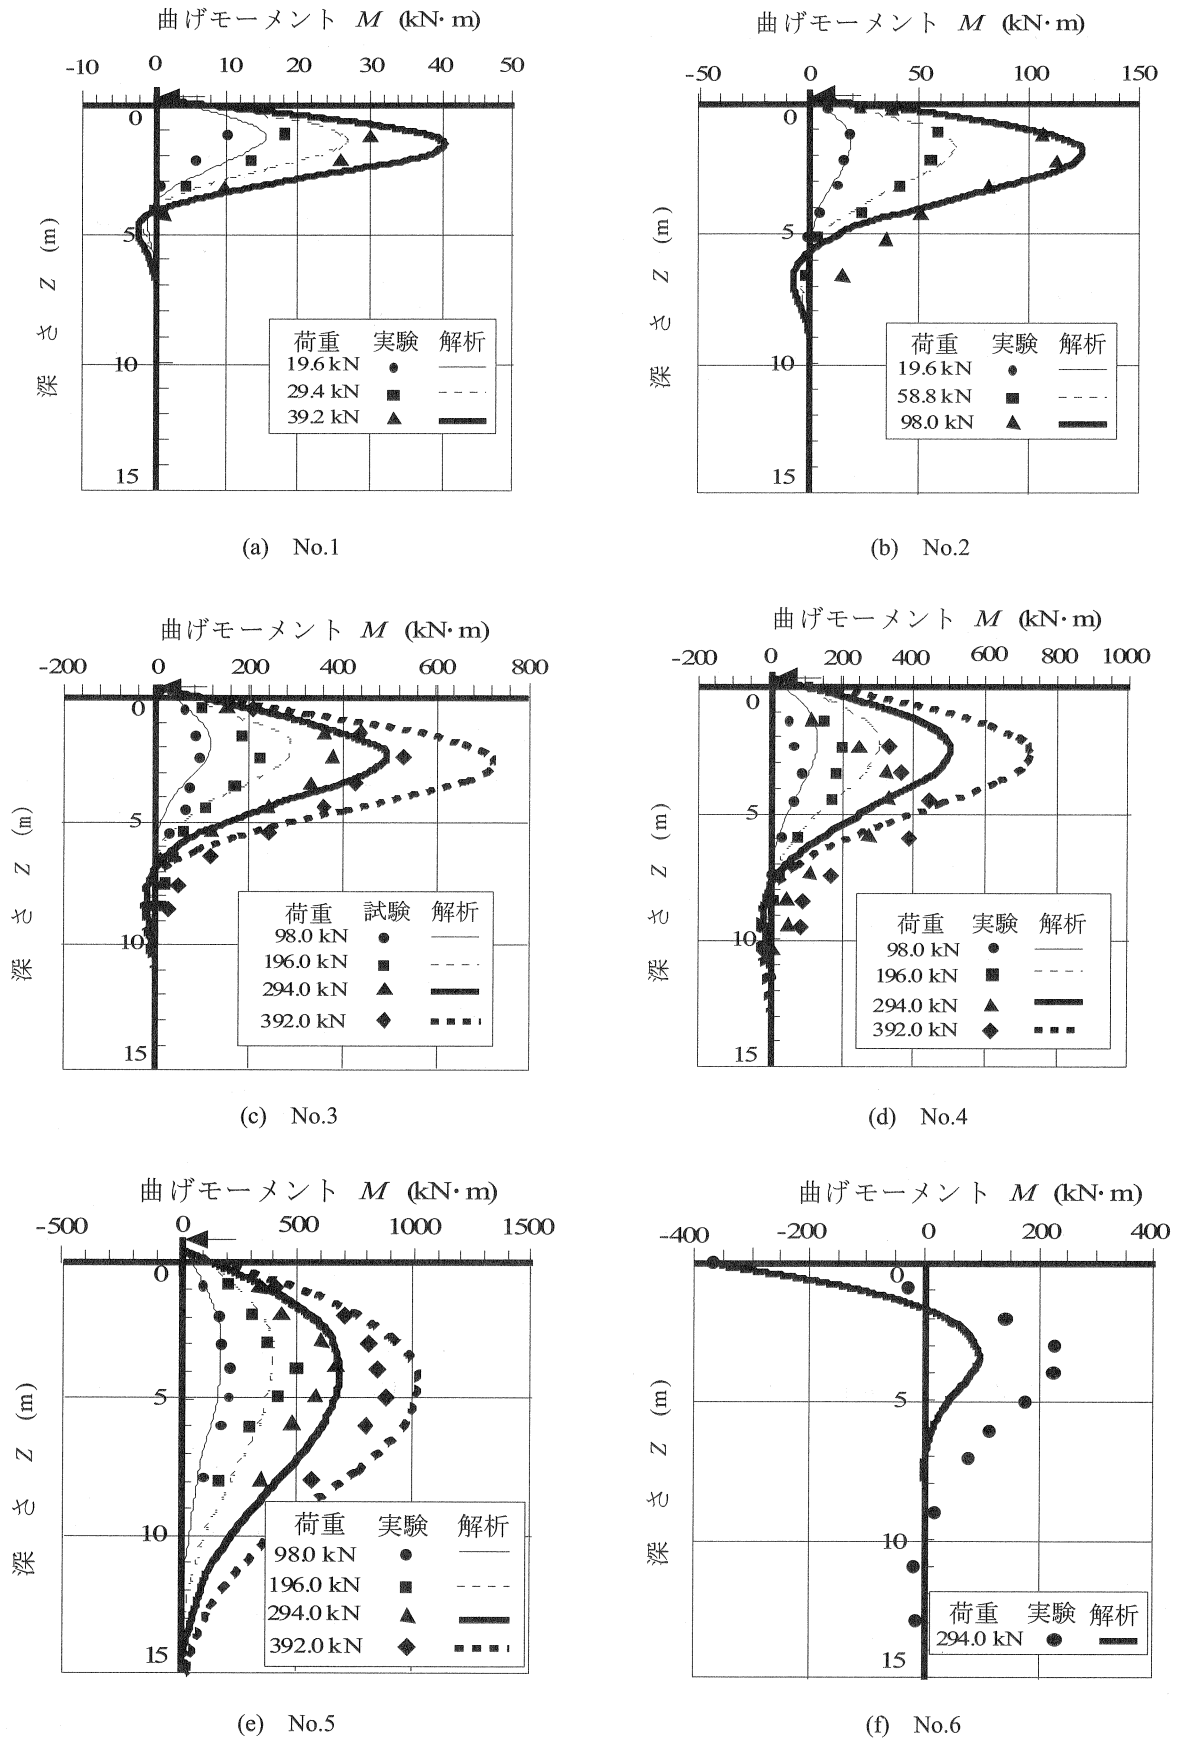 曲げモーメント M (kN·m)
-10 0 10 20 30 40 50
0
5
10
15
深さ Z (m)
荷重 実験 解析
19.6 kN
29.4 kN
39.2 kN
(a) No.1
曲げモーメント M (kN·m)
-50 0 50 100 150
0
5
10
15
深さ Z (m)
荷重 実験 解析
19.6 kN
58.8 kN
98.0 kN
(b) No.2
曲げモーメント M (kN·m)
-200 0 200 400 600 800
0
5
10
15
深さ Z (m)
荷重 試験 解析
98.0 kN
196.0 kN
294.0 kN
392.0 kN
(c) No.3
曲げモーメント M (kN·m)
-200 0 200 400 600 800 1000
0
5
10
15
深さ Z (m)
荷重 実験 解析
98.0 kN
196.0 kN
294.0 kN
392.0 kN
(d) No.4
曲げモーメント M (kN·m)
-500 0 500 1000 1500
0
5
10
15
深さ Z (m)
荷重 実験 解析
98.0 kN
196.0 kN
294.0 kN
392.0 kN
(e) No.5
曲げモーメント M (kN·m)
-400 -200 0 200 400
0
5
10
15
深さ Z (m)
荷重 実験 解析
294.0 kN
(f) No.6